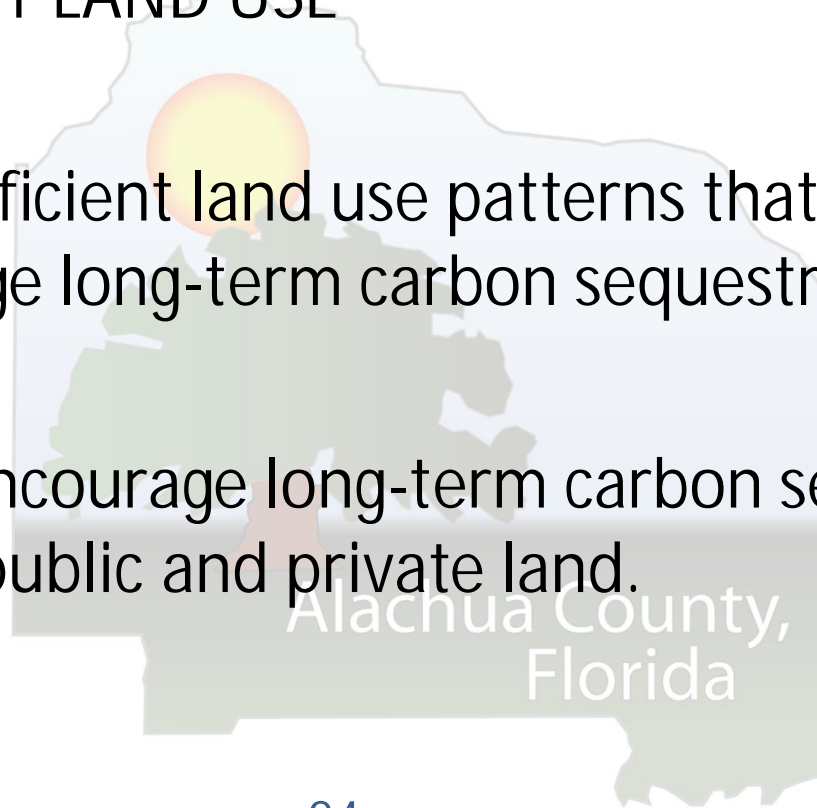 LAND USE
ficient land use patterns that
ge long-term carbon sequestr
ncourage long-term carbon se
public and private land.
Alachua County,
Florida